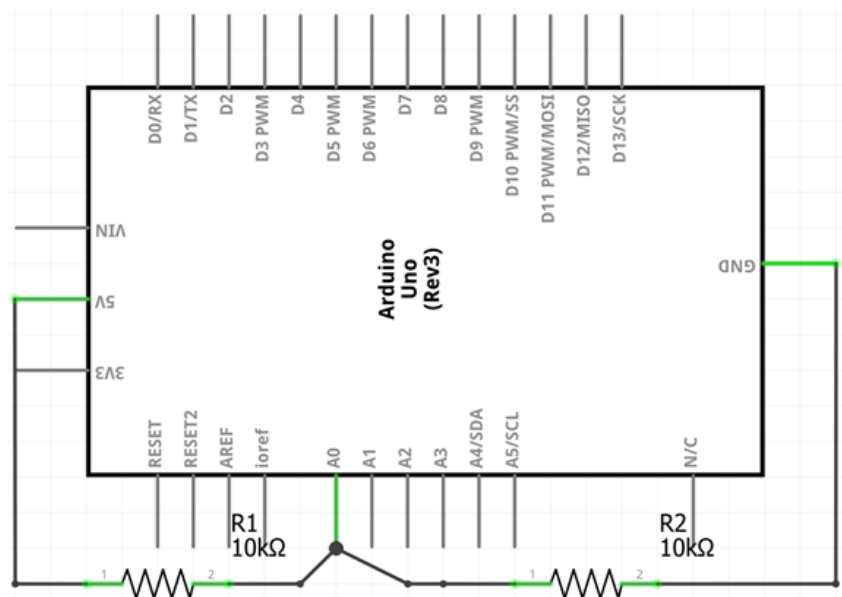 D0/RX
D1/TX
D2
D3 PWM
D4
D5 PWM
D6 PWM
D7
D8
D9 PWM
D10 PWM/SS
D11 PWM/MOSI
D12/MISO
D13/SCK
VIN
5V
3V3
Arduino
Uno
(Rev3)
GND
RESET
RESET2
AREF
ioref
A0
A1
A2
A3
A4/SDA
A5/SCL
N/C
R1
10kΩ
R2
10kΩ
1
2
1
2